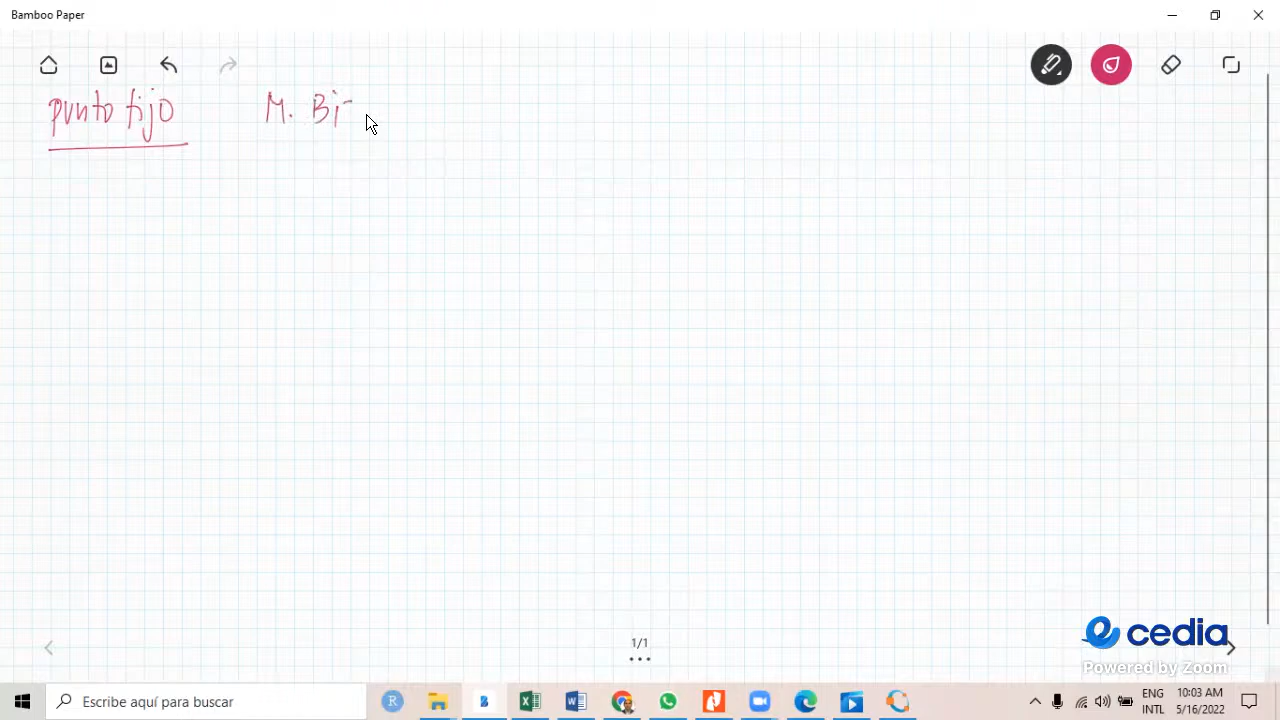 Bamboo Paper
punto fijo M. Bi-
1/1
cedia
Powered by Zoom
Escribe aquí para buscar
ENG 10:03 AM
INTL 5/16/2022